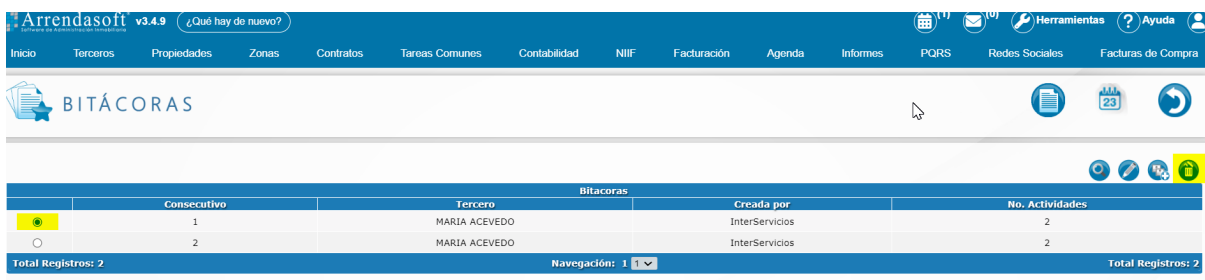 Arrendasoft v3.4.9 ¿Qué hay de nuevo? (1) (0) Herramientas ? Ayuda
Software de Administración Inmobiliaria
Inicio Terceros Propiedades Zonas Contratos Tareas Comunes Contabilidad NIIF Facturación Agenda Informes PQRS Redes Sociales Facturas de Compra
BITÁCORAS 23
Bitacoras
Consecutivo Tercero Creada por No. Actividades
1 MARIA ACEVEDO InterServicios 2
2 MARIA ACEVEDO InterServicios 2
Total Registros: 2 Navegación: 1 1 Total Registros: 2